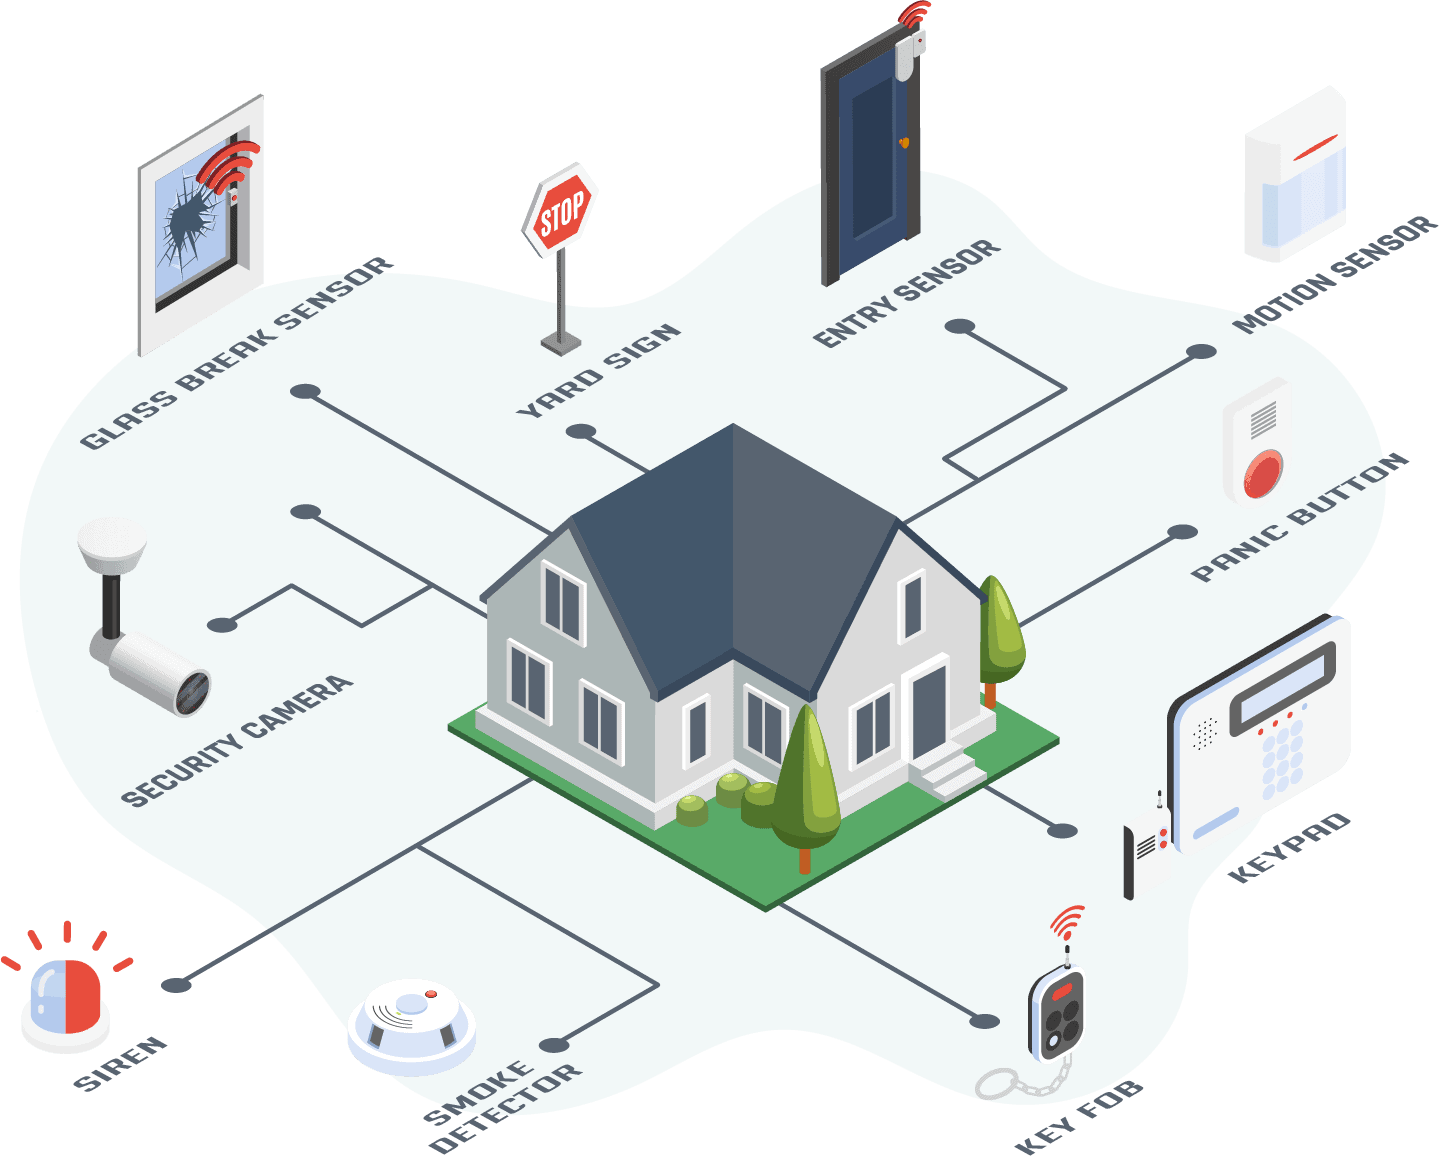 STOP
GLASS BREAK SENSOR
YARD SIGN
ENTRY SENSOR
MOTION SENSOR
PANIC BUTTON
SECURITY CAMERA
KEYPAD
SIREN
SMOKE
DETECTOR
KEY FOB